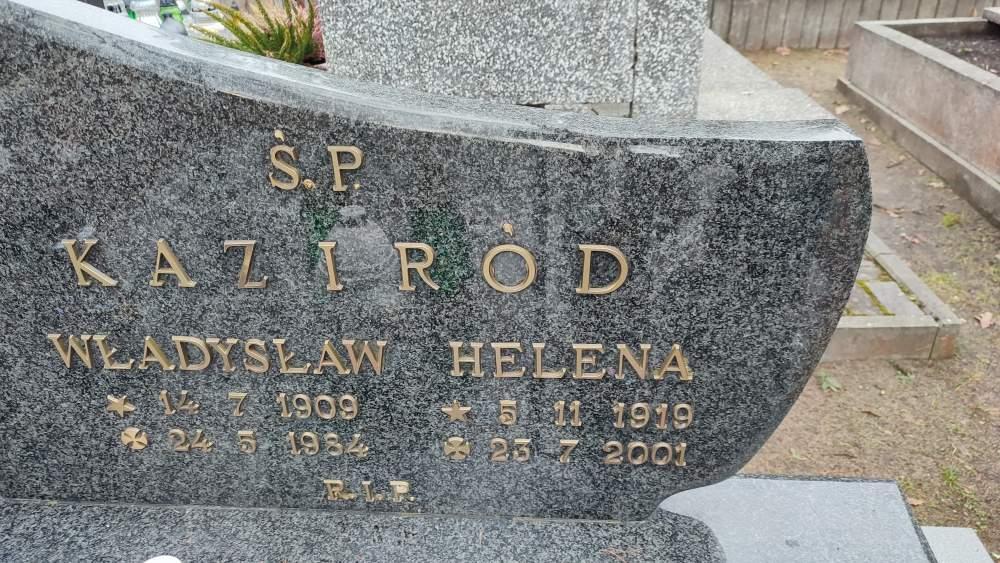 Ś.P.
KAZIRÓD
WŁADYSŁAW HELENA
14 7 1909 5 11 1919
24 5 1984 23 7 2001
R.I.P.